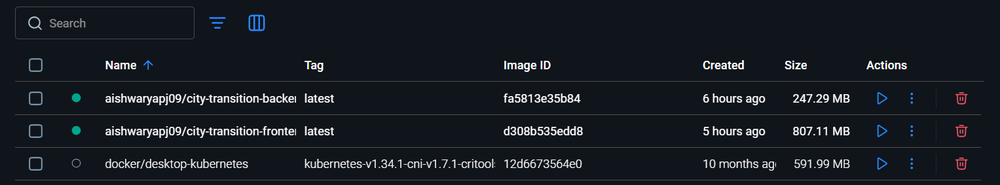 Search
Name Tag Image ID Created Size Actions
aishwaryapj09/city-transition-backer latest fa5813e35b84 6 hours ago 247.29 MB
aishwaryapj09/city-transition-fronter latest d308b535edd8 5 hours ago 807.11 MB
docker/desktop-kubernetes kubernetes-v1.34.1-cni-v1.7.1-critools 12d6673564e0 10 months ago 591.99 MB